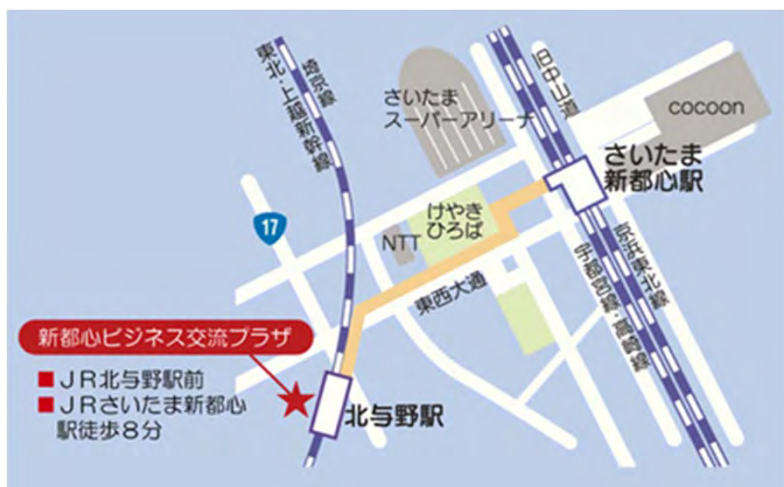 埼京線
東北・上越新幹線
さいたま
スーパーアリーナ
旧中山道
cocoon
さいたま
新都心駅
17
けやき
ひろば
NTT
東西大通
京浜東北線
宇都宮線・高崎線
新都心ビジネス交流プラザ
■JR北与野駅前
■JRさいたま新都心
駅徒歩8分
北与野駅